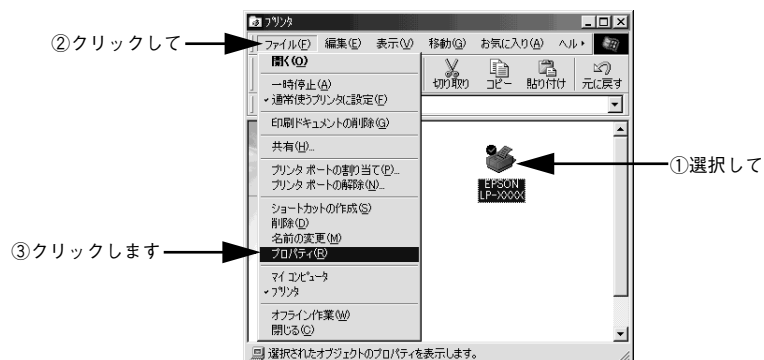 プリンタ
②クリックして
ファイル(F) 編集(E) 表示(V) 移動(G) お気に入り(A) ヘル
開く(O)
切り取り コピー 貼り付け 元に戻す
一時停止(A)
通常使うプリンタに設定(F)
印刷ドキュメントの削除(G)
共有(H)...
プリンタ ポートの割り当て(P)...
プリンタ ポートの解除(N)...
①選択して
EPSON
LP-XXXX
ショートカットの作成(S)
削除(D)
名前の変更(M)
③クリックします
プロパティ(R)
マイ コンピュータ
プリンタ
オフライン作業(W)
閉じる(C)
選択されたオブジェクトのプロパティを表示します。